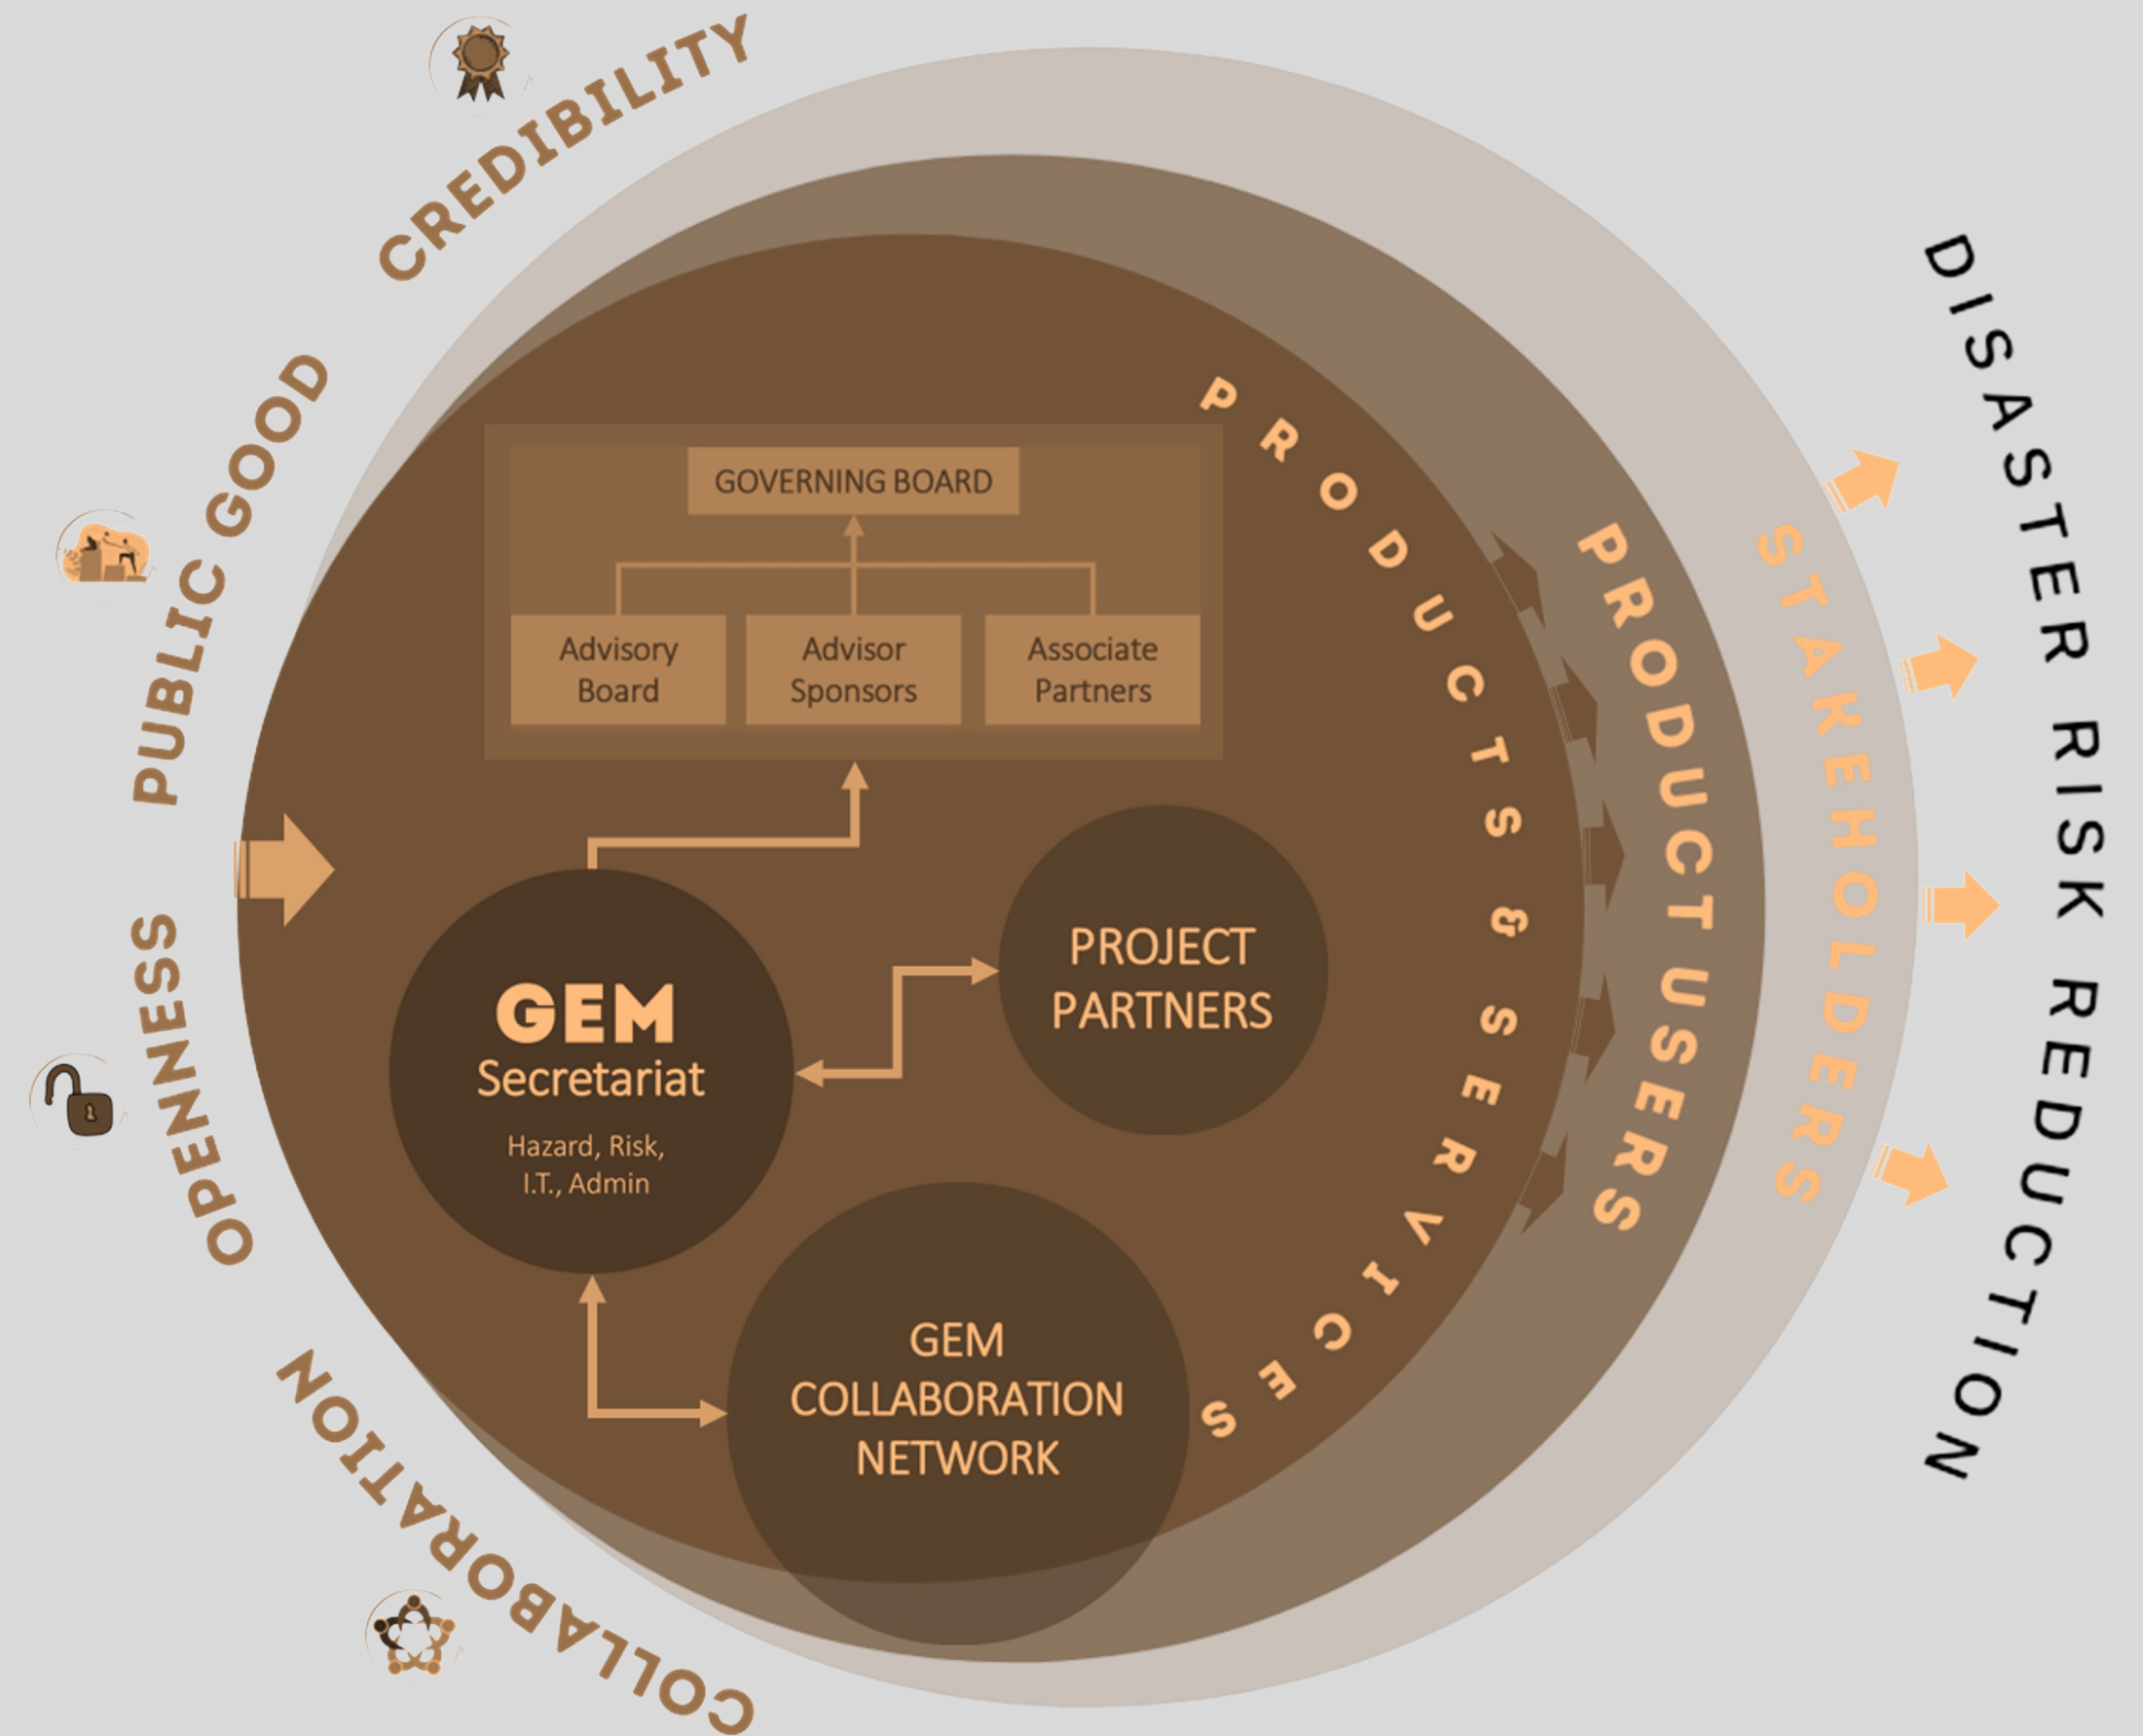 CREDIBILITY
PUBLIC GOOD
OPENNESS
COLLABORATION
GOVERNING BOARD
Advisory
Board
Advisor
Sponsors
Associate
Partners
GEM
Secretariat
Hazard, Risk,
I.T., Admin
PROJECT
PARTNERS
GEM
COLLABORATION
NETWORK
PRODUCTS & SERVICES
PRODUCT USERS
STAKEHOLDERS
DISASTER RISK REDUCTION